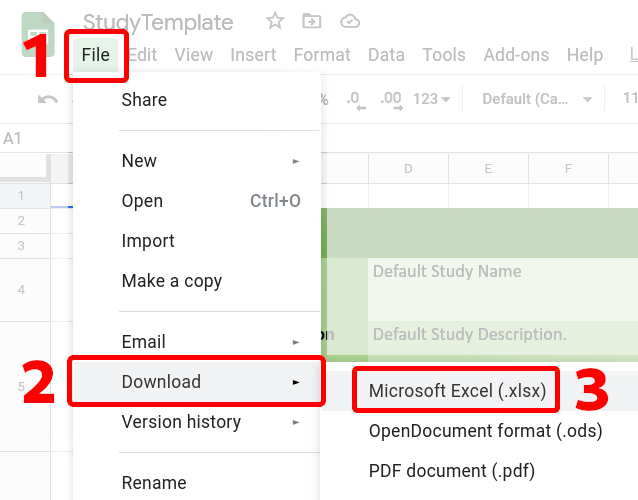 StudyTemplate
1 File Edit View Insert Format Data Tools Add-ons Help
% .0 .00 123 Default (Ca... 11
A1
D E F
1
2
3
4
5
Share
New
Open Ctrl+O
Import
Make a copy
Email
2 Download
Version history
Rename
Default Study Name
on Default Study Description.
Microsoft Excel (.xlsx) 3
OpenDocument format (.ods)
PDF document (.pdf)